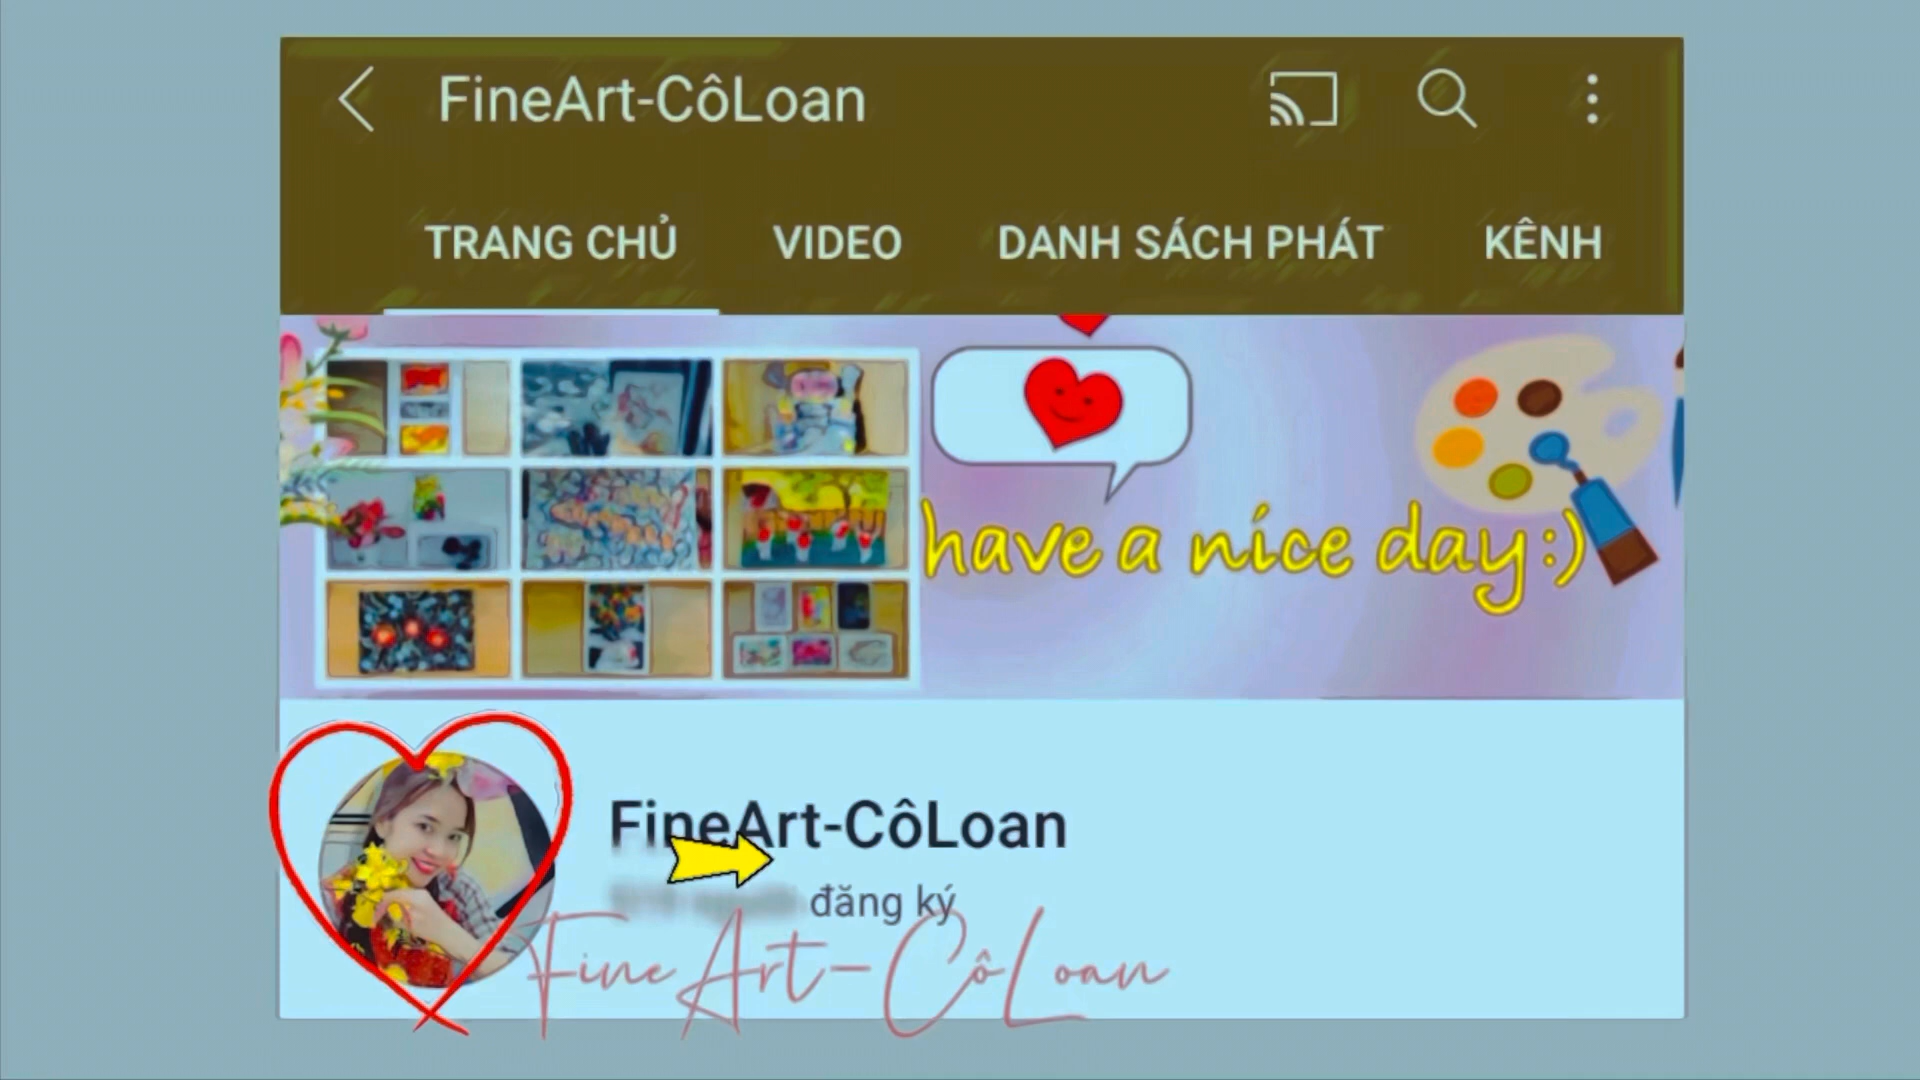 FineArt-CôLoan
TRANG CHỦ VIDEO DANH SÁCH PHÁT KÊNH
have a nice day:)
FineArt-CôLoan
đăng ký
FineArt-CôLoan